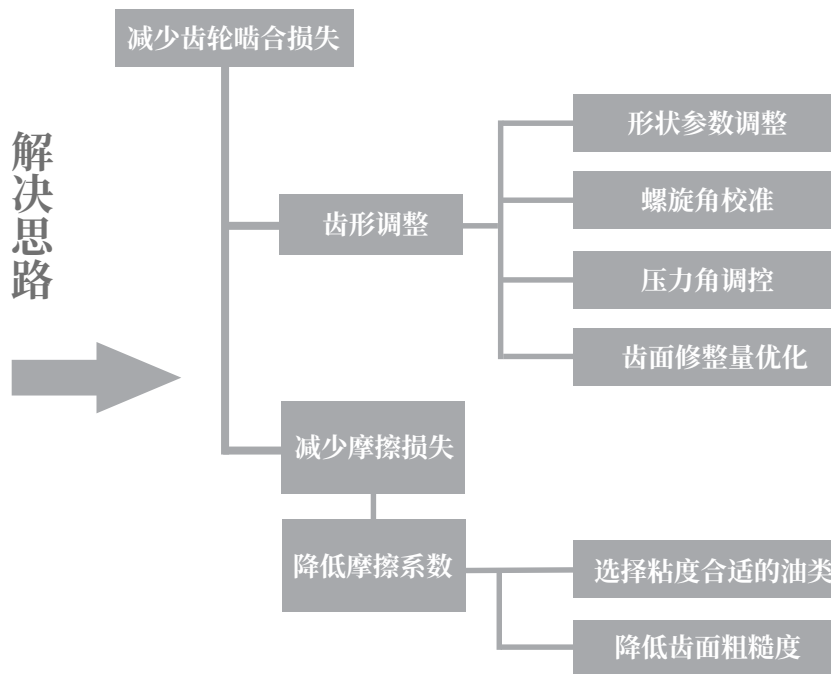 减少齿轮啮合损失
解决思路
形状参数调整
螺旋角校准
齿形调整
压力角调控
齿面修整量优化
减少摩擦损失
降低摩擦系数
选择粘度合适的油类
降低齿面粗糙度